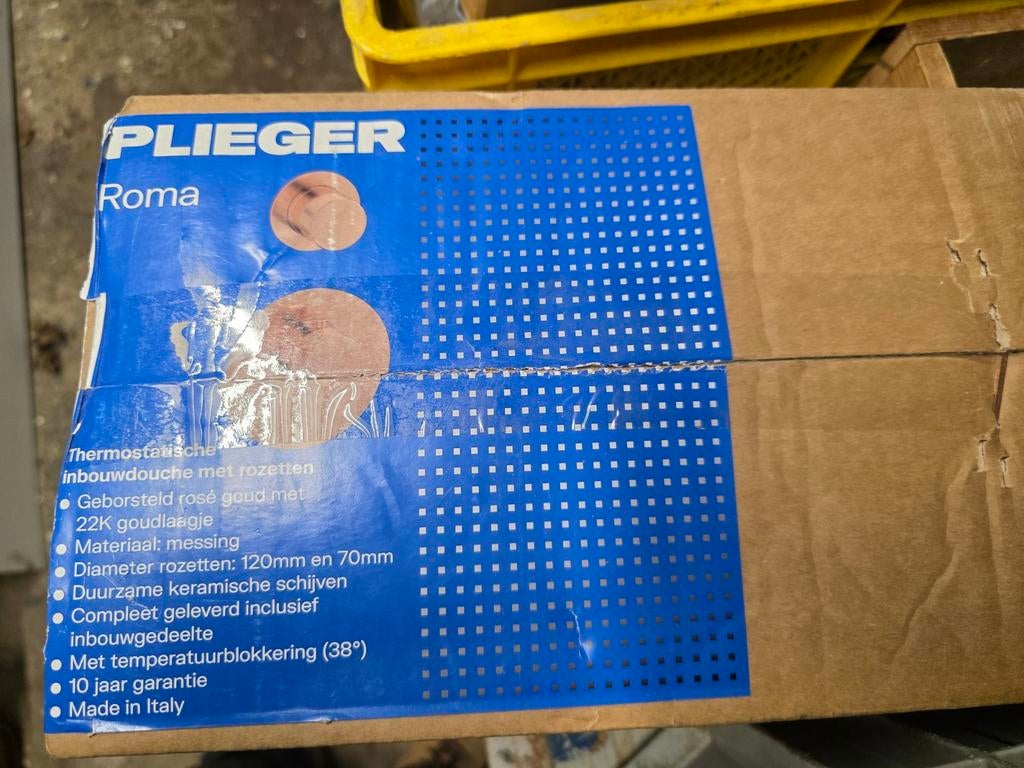 PLIEGER
Roma
Thermostatische
inbouwdouche met rozetten
• Geborsteld rosé goud met
22K goudlaagje
• Materiaal: messing
• Diameter rozetten: 120mm en 70mm
• Duurzame keramische schijven
• Compleet geleverd inclusief
inbouwgedeelte
• Met temperatuurblokkering (38°)
• 10 jaar garantie
• Made in Italy